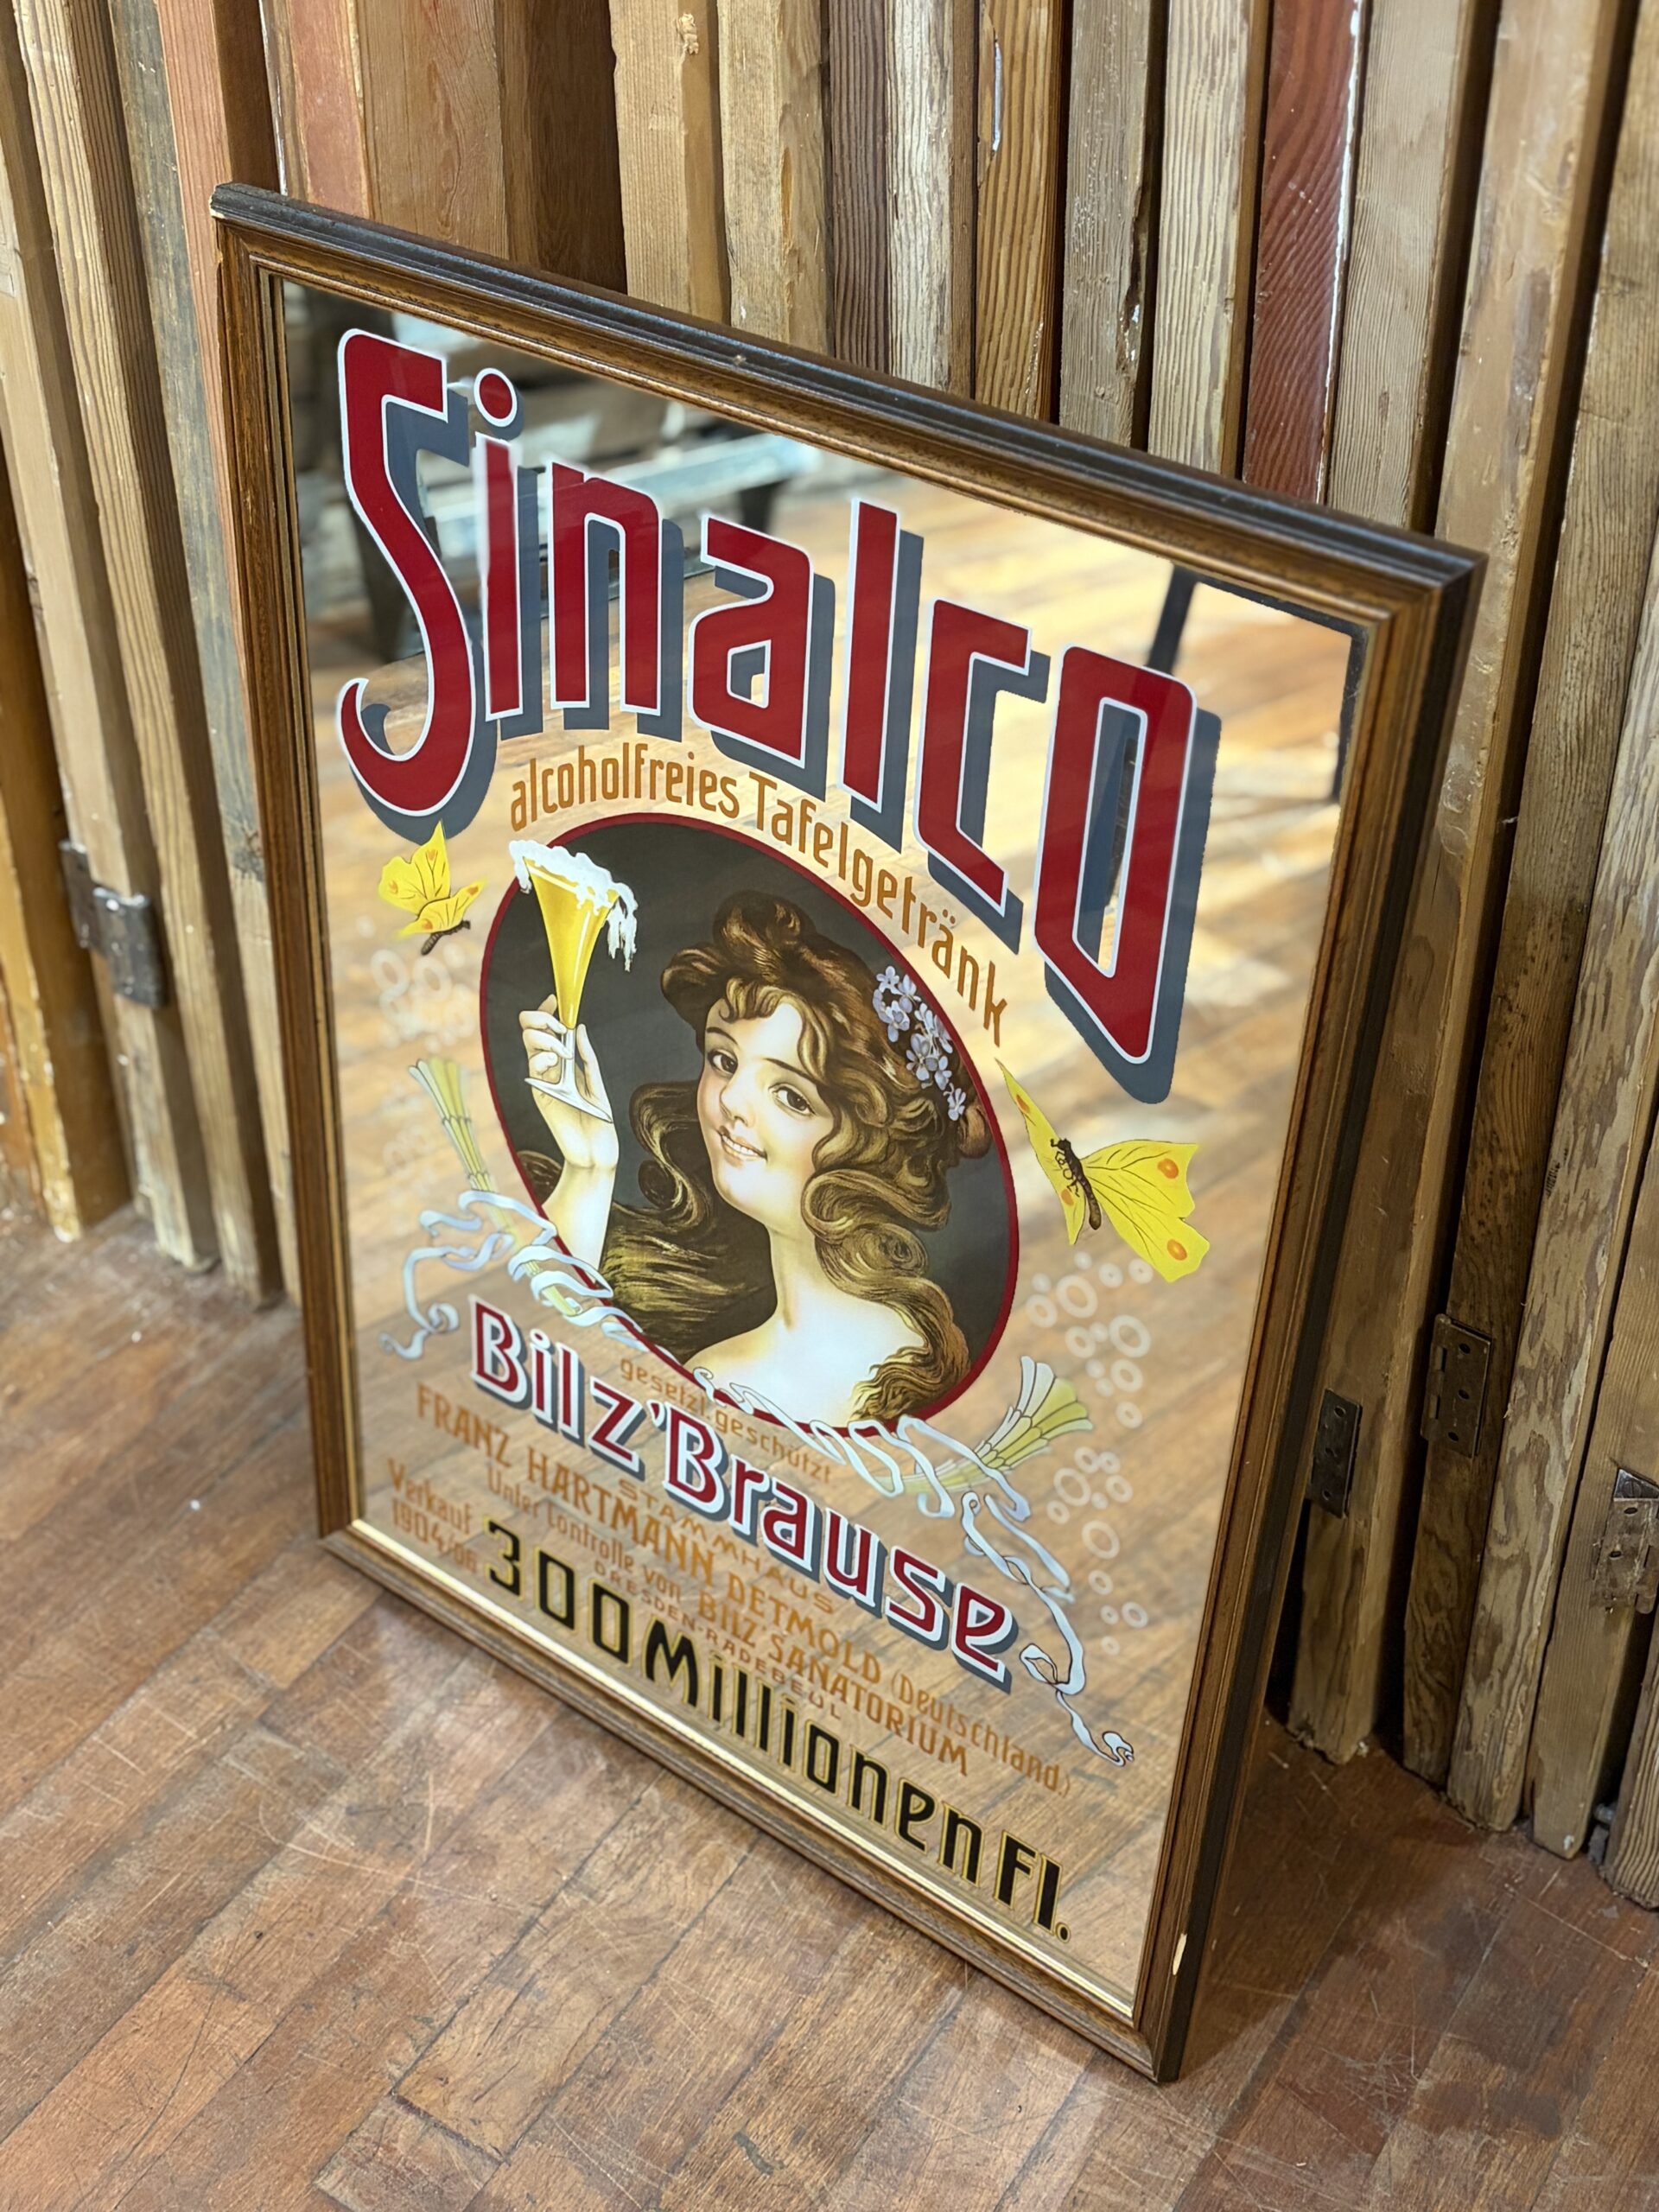 Sinalco
alcoholfreies Tafelgetränk
gesetzl. geschützt
Bilz'Brause
STAMMHAUS
FRANZ HARTMANN DETMOLD (Deutschland.)
Unter Controlle von BILZ' SANATORIUM
DRESDEN-RADEBEUL
Verkauf
1904/06 300 Millionen Fl.